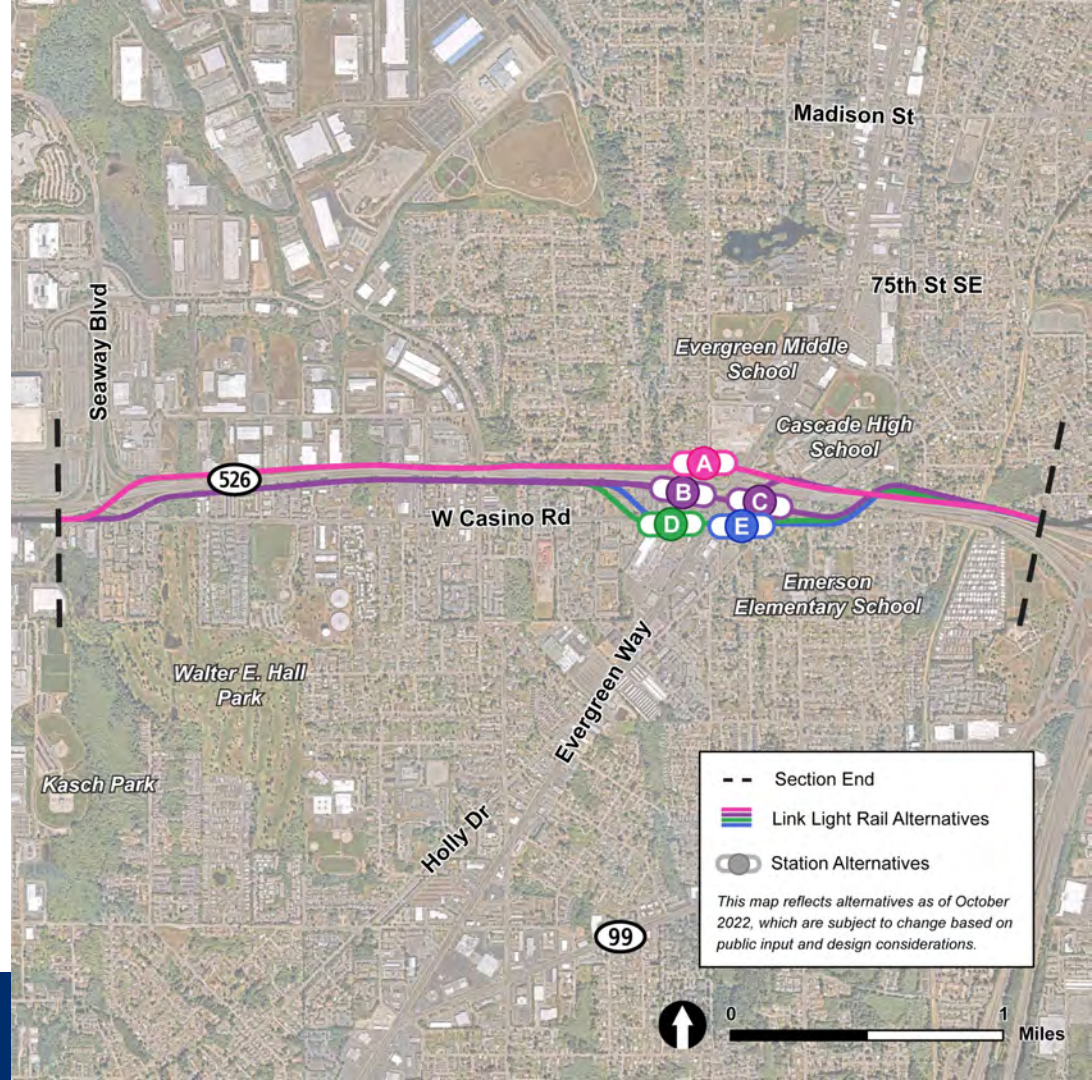 Madison St
75th St SE
Seaway Blvd
Evergreen Middle
School
Cascade High
School
526
A
B
C
W Casino Rd
D
E
Emerson
Elementary School
Walter E. Hall
Park
Evergreen Way
Kasch Park
Holly Dr
99
Section End
Link Light Rail Alternatives
Station Alternatives
This map reflects alternatives as of October
2022, which are subject to change based on
public input and design considerations.
0 1
Miles